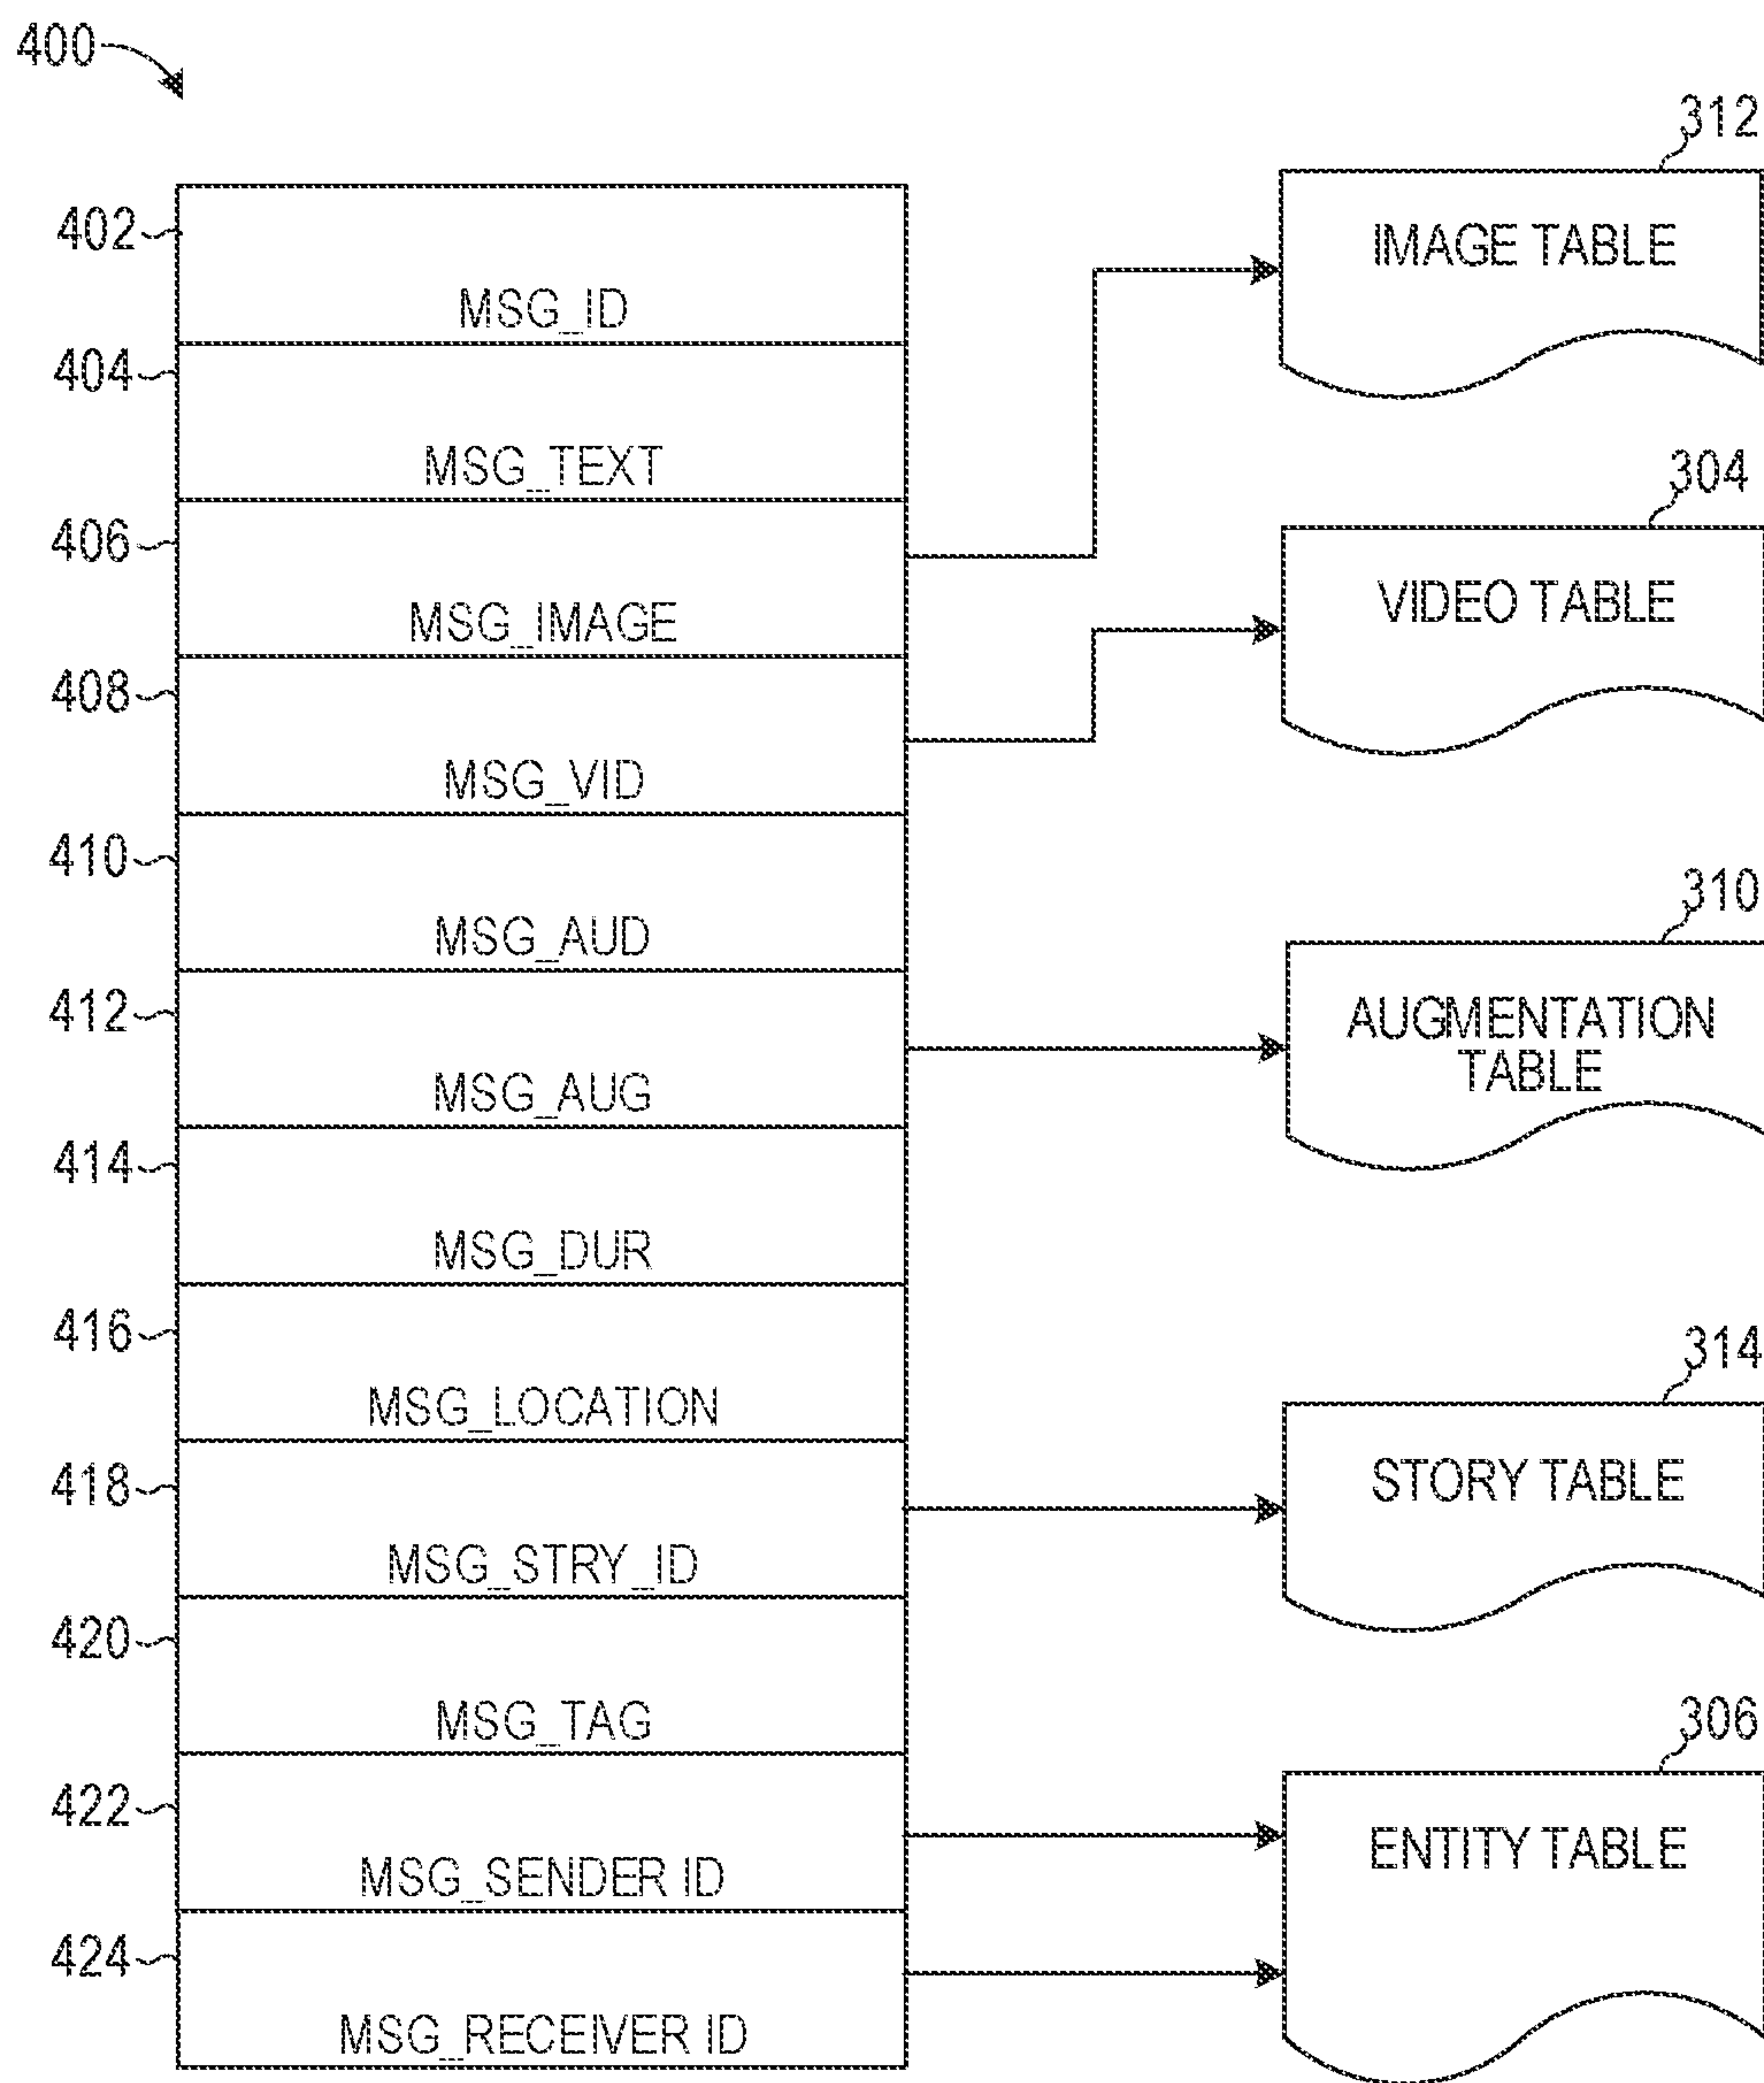 400
312
402
IMAGE TABLE
MSG_ID
404
MSG_TEXT
304
406
VIDEO TABLE
MSG_IMAGE
408
MSG_VID
410
310
MSG_AUD
412
AUGMENTATION
TABLE
MSG_AUG
414
MSG_DUR
416
314
MSG_LOCATION
418
STORY TABLE
MSG_STRY_ID
420
306
MSG_TAG
422
ENTITY TABLE
MSG_SENDER ID
424
MSG_RECEIVER ID